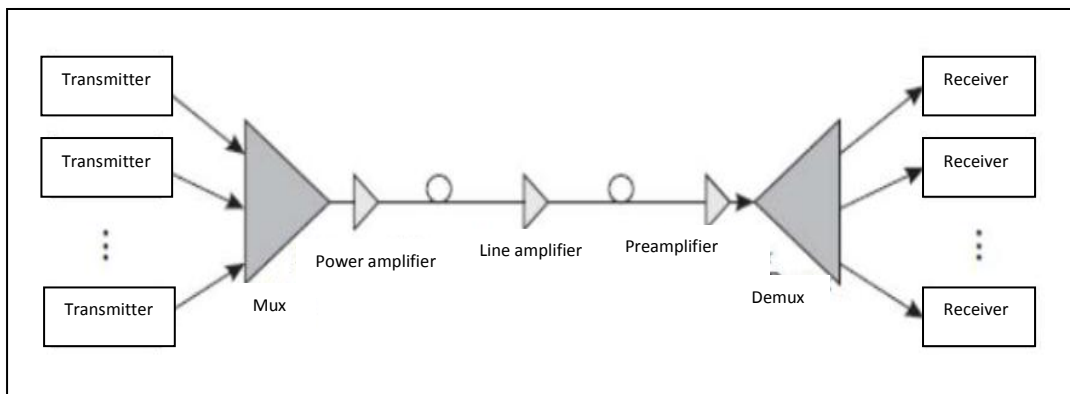 Transmitter
Transmitter
Transmitter
Mux
Power amplifier
Line amplifier
Preamplifier
Demux
Receiver
Receiver
Receiver